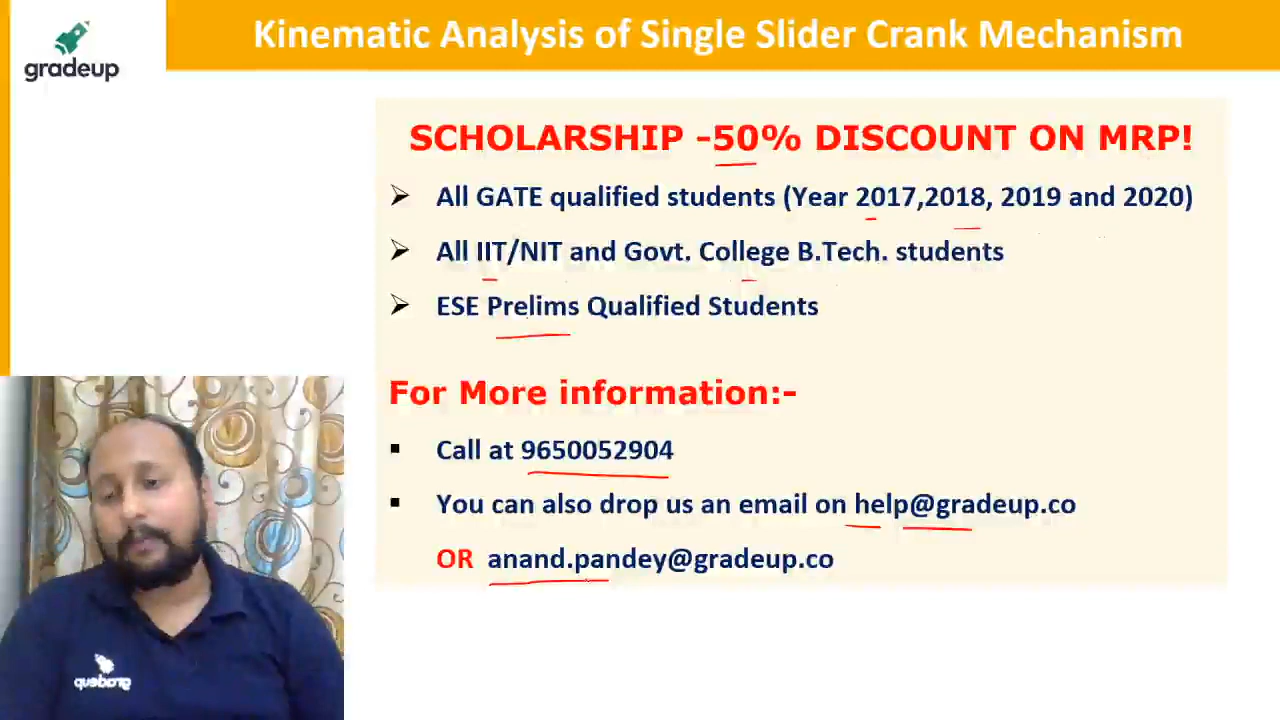 gradeup
Kinematic Analysis of Single Slider Crank Mechanism
SCHOLARSHIP -50% DISCOUNT ON MRP!
All GATE qualified students (Year 2017,2018, 2019 and 2020)
All IIT/NIT and Govt. College B.Tech. students
ESE Prelims Qualified Students
For More information:-
Call at 9650052904
You can also drop us an email on help@gradeup.co
OR anand.pandey@gradeup.co
gradeup